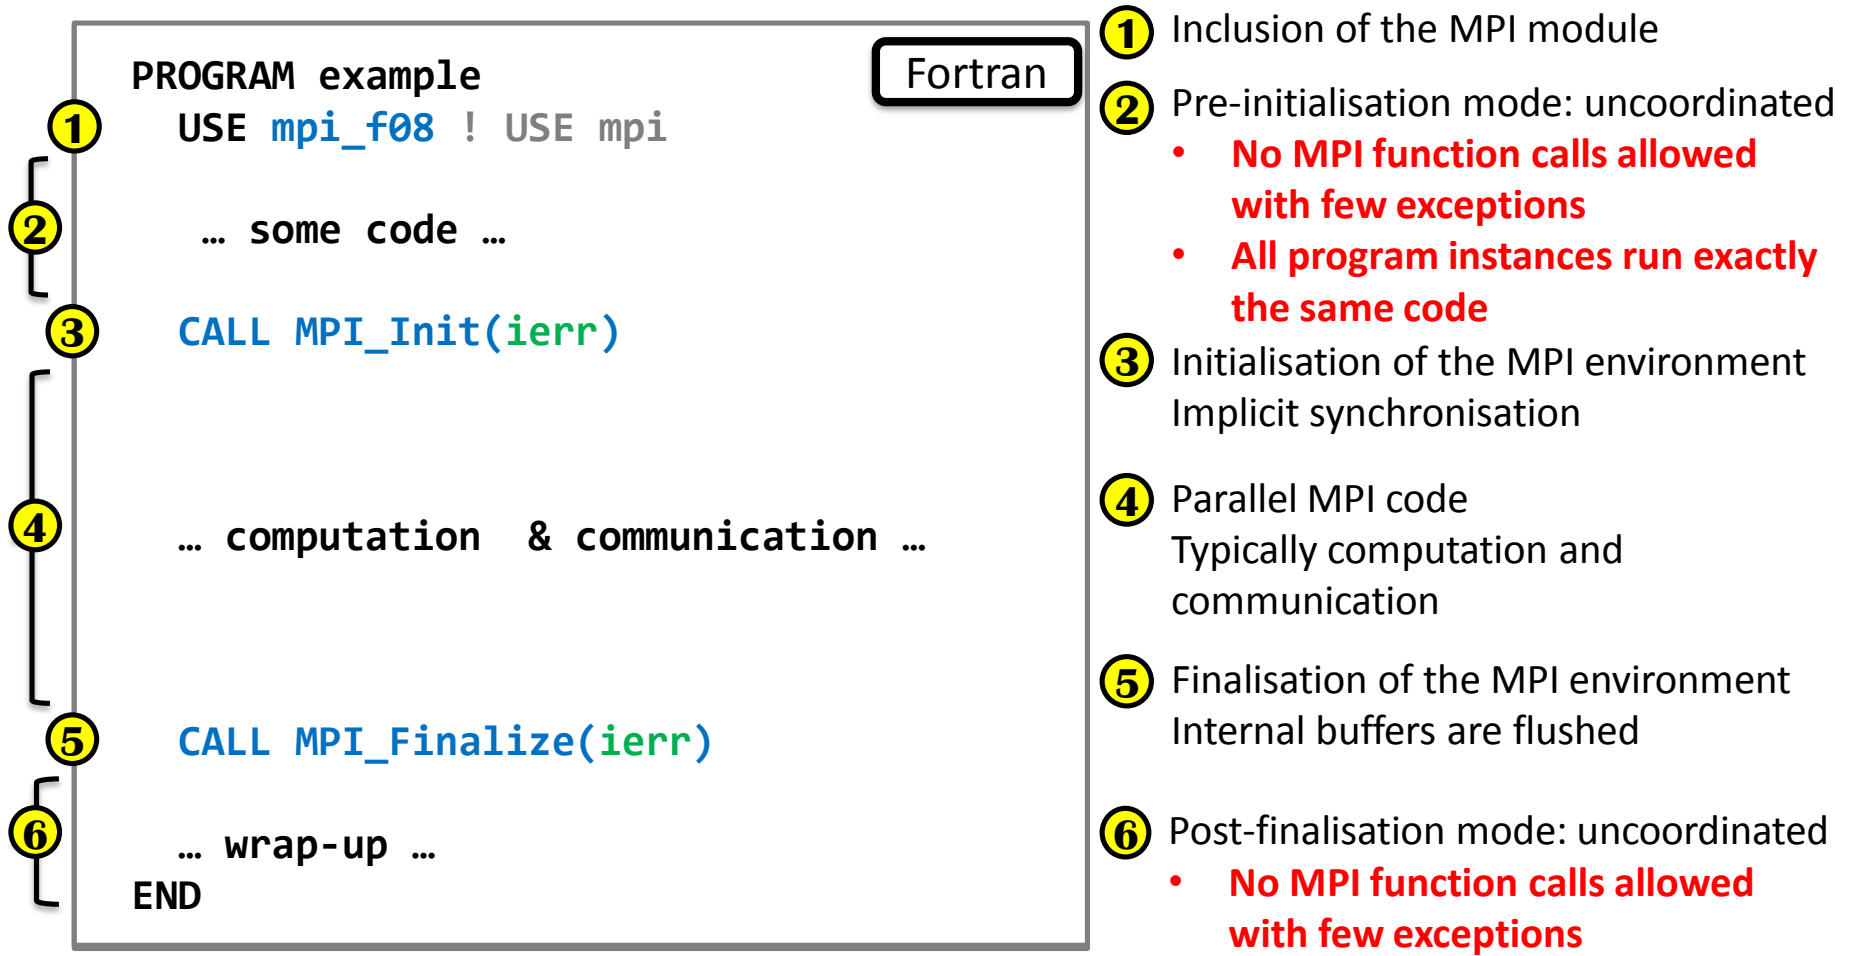 PROGRAM example
Fortran
1 USE mpi_f08 ! USE mpi
2 … some code …
3 CALL MPI_Init(ierr)
4 … computation & communication …
5 CALL MPI_Finalize(ierr)
6 … wrap-up …
END
1 Inclusion of the MPI module
2 Pre-initialisation mode: uncoordinated
• No MPI function calls allowed
with few exceptions
• All program instances run exactly
the same code
3 Initialisation of the MPI environment
Implicit synchronisation
4 Parallel MPI code
Typically computation and
communication
5 Finalisation of the MPI environment
Internal buffers are flushed
6 Post-finalisation mode: uncoordinated
• No MPI function calls allowed
with few exceptions